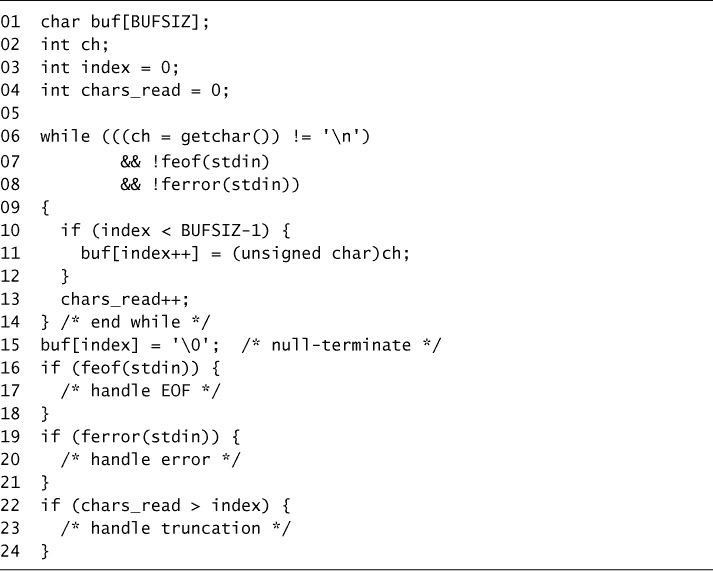 01  char buf[BUFSIZ];
02  int ch;
03  int index = 0;
04  int chars_read = 0;
05
06  while (((ch = getchar()) != '\n')
07          && !feof(stdin)
08          && !ferror(stdin))
09  {
10    if (index < BUFSIZ-1) {
11      buf[index++] = (unsigned char)ch;
12    }
13    chars_read++;
14  } /* end while */
15  buf[index] = '\0';  /* null-terminate */
16  if (feof(stdin)) {
17    /* handle EOF */
18  }
19  if (ferror(stdin)) {
20    /* handle error */
21  }
22  if (chars_read > index) {
23    /* handle truncation */
24  }